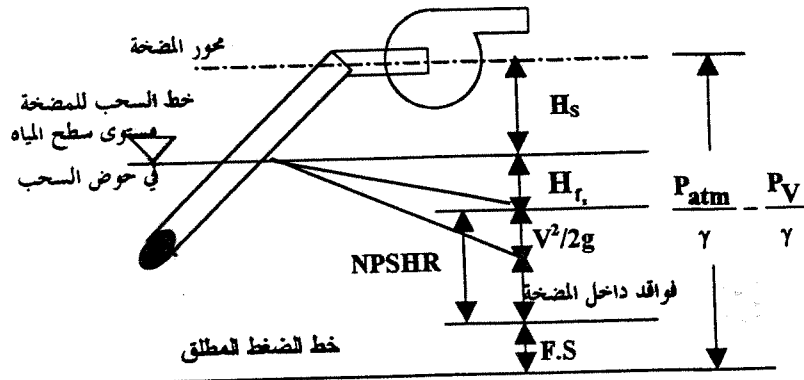 محور المضخة
خط السحب للمضخة
مستوى سطح المياه
في حوض السحب
Hs
Hfs
V²/2g
NPSHR
فواقد داخل المضخة
F.S
خط الضغط المطلق
Patm/γ - PV/γ